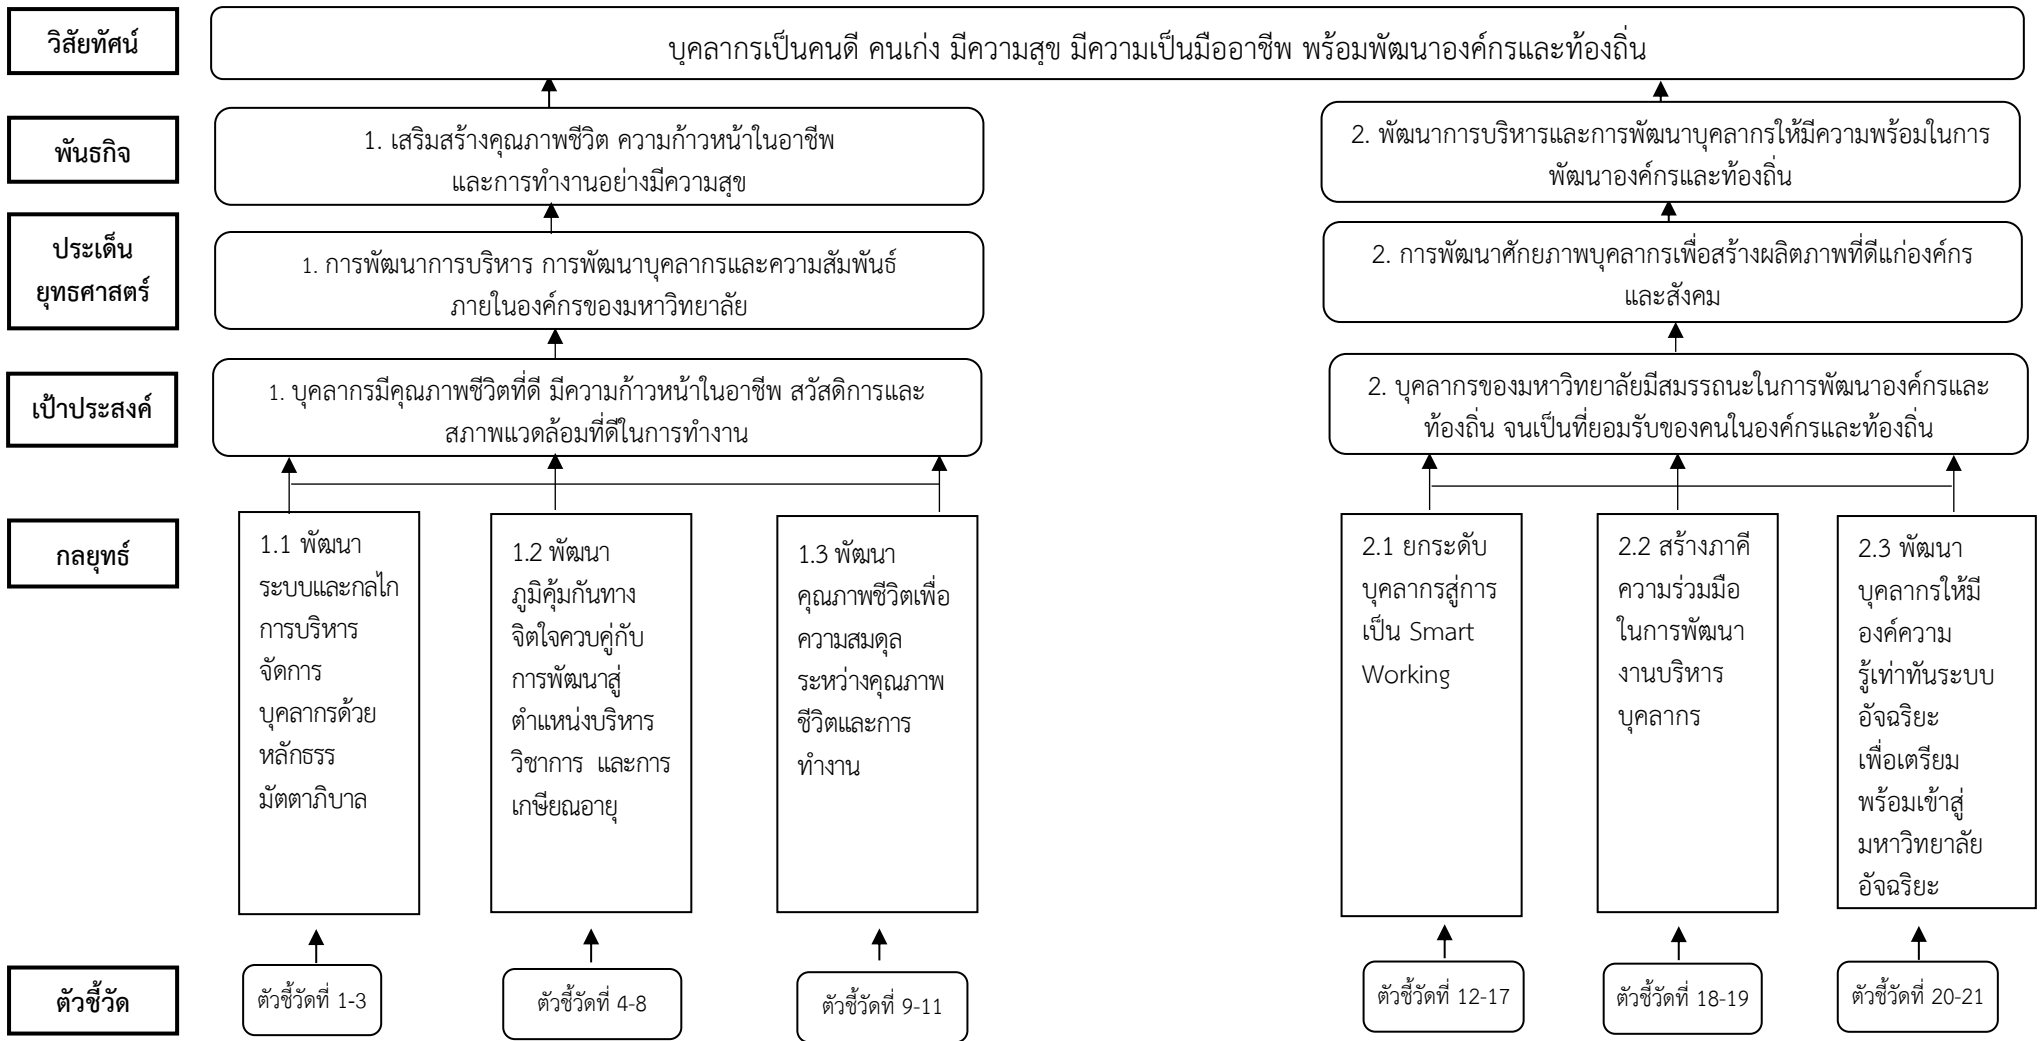 วิสัยทัศน์
บุคลากรเป็นคนดี คนเก่ง มีความสุข มีความเป็นมืออาชีพ พร้อมพัฒนาองค์กรและท้องถิ่น
พันธกิจ
1. เสริมสร้างคุณภาพชีวิต ความก้าวหน้าในอาชีพ
และการทำงานอย่างมีความสุข
2. พัฒนาการบริหารและการพัฒนาบุคลากรให้มีความพร้อมในการ
พัฒนาองค์กรและท้องถิ่น
ประเด็น
ยุทธศาสตร์
1. การพัฒนาการบริหาร การพัฒนาบุคลากรและความสัมพันธ์
ภายในองค์กรของมหาวิทยาลัย
2. การพัฒนาศักยภาพบุคลากรเพื่อสร้างผลิตภาพที่ดีแก่องค์กร
และสังคม
เป้าประสงค์
1. บุคลากรมีคุณภาพชีวิตที่ดี มีความก้าวหน้าในอาชีพ สวัสดิการและ
สภาพแวดล้อมที่ดีในการทำงาน
2. บุคลากรของมหาวิทยาลัยมีสมรรถนะในการพัฒนาองค์กรและ
ท้องถิ่น จนเป็นที่ยอมรับของคนในองค์กรและท้องถิ่น
กลยุทธ์
1.1 พัฒนา
ระบบและกลไก
การบริหาร
จัดการ
บุคลากรด้วย
หลักธรร
มัตตาภิบาล
1.2 พัฒนา
ภูมิคุ้มกันทาง
จิตใจควบคู่กับ
การพัฒนาสู่
ตำแหน่งบริหาร
วิชาการ และการ
เกษียณอายุ
1.3 พัฒนา
คุณภาพชีวิตเพื่อ
ความสมดุล
ระหว่างคุณภาพ
ชีวิตและการ
ทำงาน
2.1 ยกระดับ
บุคลากรสู่การ
เป็น Smart
Working
2.2 สร้างภาคี
ความร่วมมือ
ในการพัฒนา
งานบริหาร
บุคลากร
2.3 พัฒนา
บุคลากรให้มี
องค์ความ
รู้เท่าทันระบบ
อัจฉริยะ
เพื่อเตรียม
พร้อมเข้าสู่
มหาวิทยาลัย
อัจฉริยะ
ตัวชี้วัด
ตัวชี้วัดที่ 1-3
ตัวชี้วัดที่ 4-8
ตัวชี้วัดที่ 9-11
ตัวชี้วัดที่ 12-17
ตัวชี้วัดที่ 18-19
ตัวชี้วัดที่ 20-21